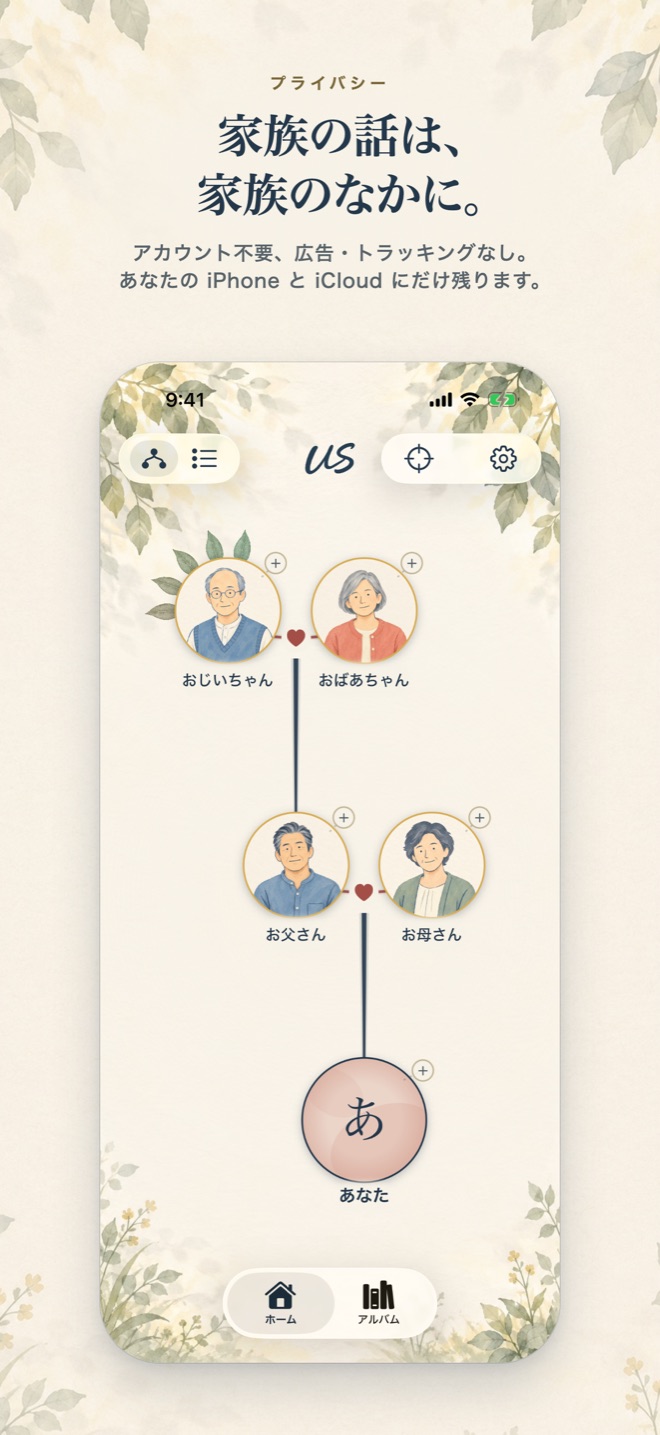 プライバシー
家族の話は、
家族のなかに。
アカウント不要、広告・トラッキングなし。
あなたの iPhone と iCloud にだけ残ります。
9:41
us
おじいちゃん
おばあちゃん
お父さん
お母さん
あ
あなた
ホーム
アルバム